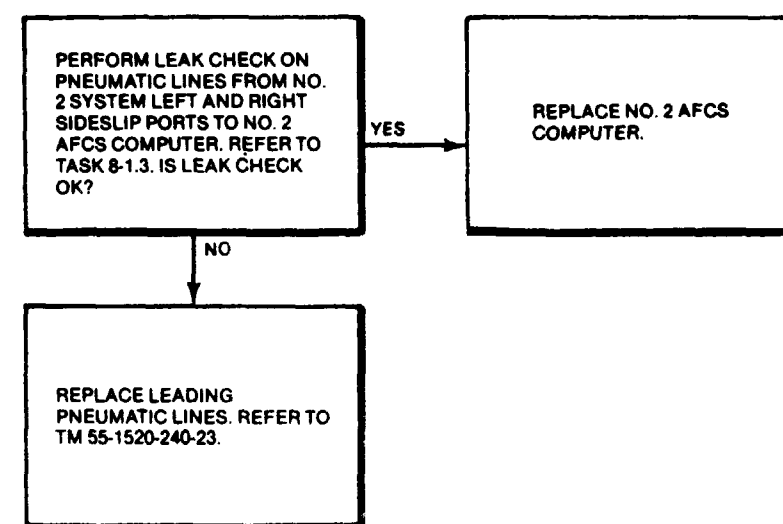 PERFORM LEAK CHECK ON
PNEUMATIC LINES FROM NO.
2 SYSTEM LEFT AND RIGHT
SIDESLIP PORTS TO NO. 2
AFCS COMPUTER. REFER TO
TASK 8-1.3. IS LEAK CHECK
OK?
YES
REPLACE NO. 2 AFCS
COMPUTER.
NO
REPLACE LEADING
PNEUMATIC LINES. REFER TO
TM 55-1520-240-23.